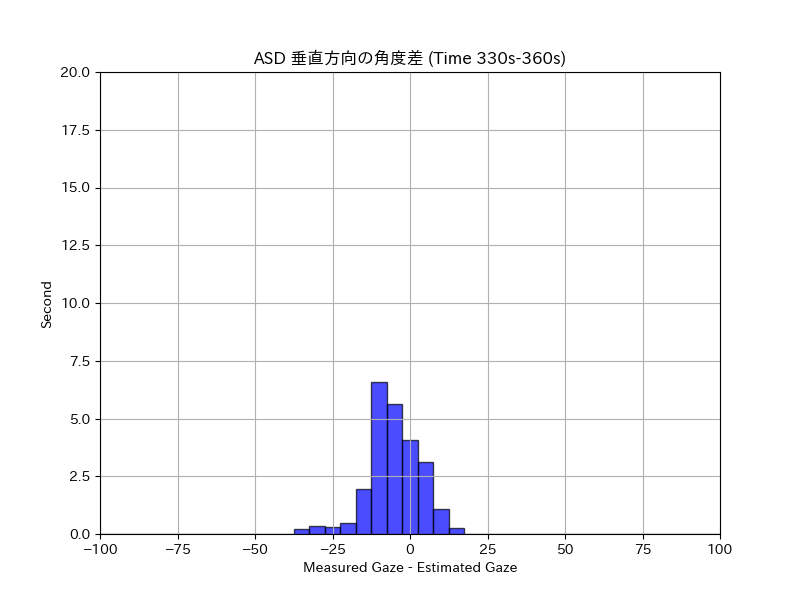 ASD 垂直方向の角度差 (Time 330s-360s)
20.0
17.5
15.0
12.5
10.0
7.5
5.0
2.5
0.0
Second
−100 −75 −50 −25 0 25 50 75 100
Measured Gaze - Estimated Gaze